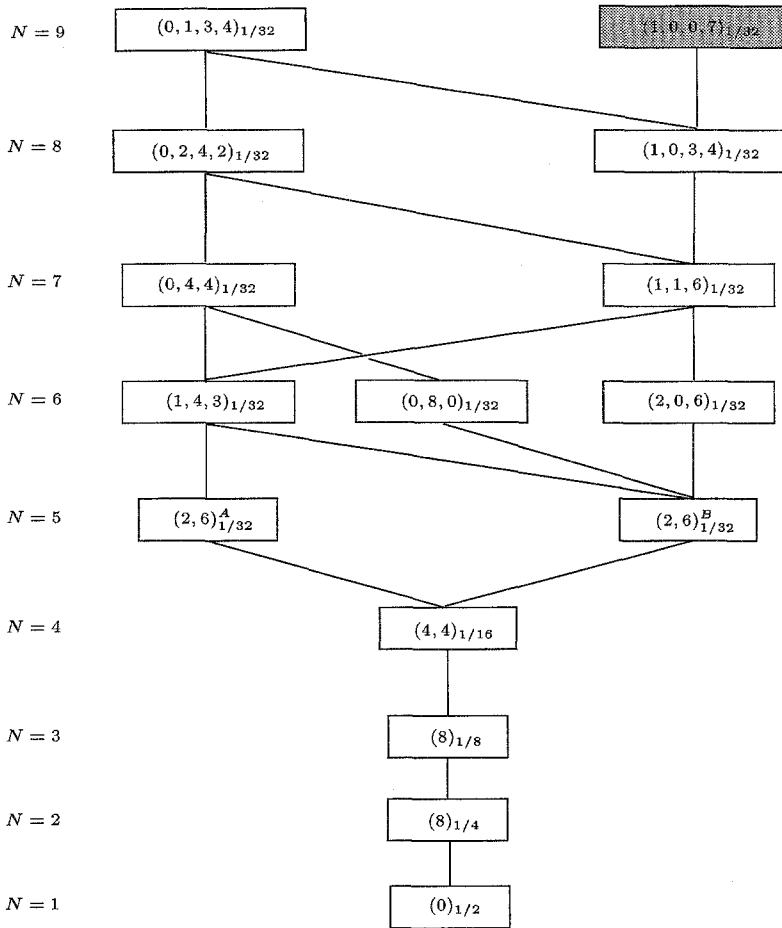 N = 9 (0, 1, 3, 4)_{1/32} (1, 0, 0, 7)_{1/32}
N = 8 (0, 2, 4, 2)_{1/32} (1, 0, 3, 4)_{1/32}
N = 7 (0, 4, 4)_{1/32} (1, 1, 6)_{1/32}
N = 6 (1, 4, 3)_{1/32} (0, 8, 0)_{1/32} (2, 0, 6)_{1/32}
N = 5 (2, 6)^A_{1/32} (2, 6)^B_{1/32}
N = 4 (4, 4)_{1/16}
N = 3 (8)_{1/8}
N = 2 (8)_{1/4}
N = 1 (0)_{1/2}